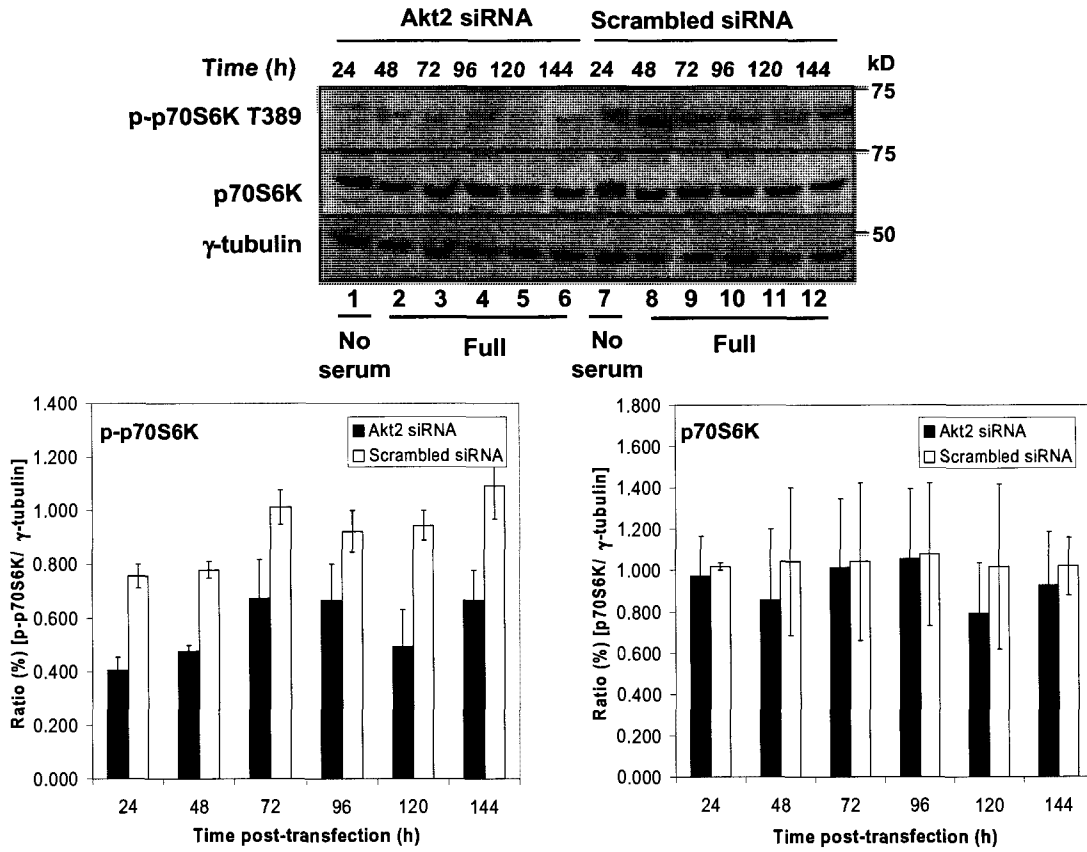 Akt2 siRNA Scrambled siRNA
Time (h) 24 48 72 96 120 144 24 48 72 96 120 144 kD
75
p-p70S6K T389
75
p70S6K
50
γ-tubulin
1 2 3 4 5 6 7 8 9 10 11 12
No serum Full No serum Full
p-p70S6K
Akt2 siRNA
Scrambled siRNA
Ratio (%) [p-p70S6K/ γ-tubulin]
1.400
1.200
1.000
0.800
0.600
0.400
0.200
0.000
24 48 72 96 120 144
Time post-transfection (h)
p70S6K
Akt2 siRNA
Scrambled siRNA
Ratio (%) [p70S6K/ γ-tubulin]
1.800
1.600
1.400
1.200
1.000
0.800
0.600
0.400
0.200
0.000
24 48 72 96 120 144
Time post-transfection (h)